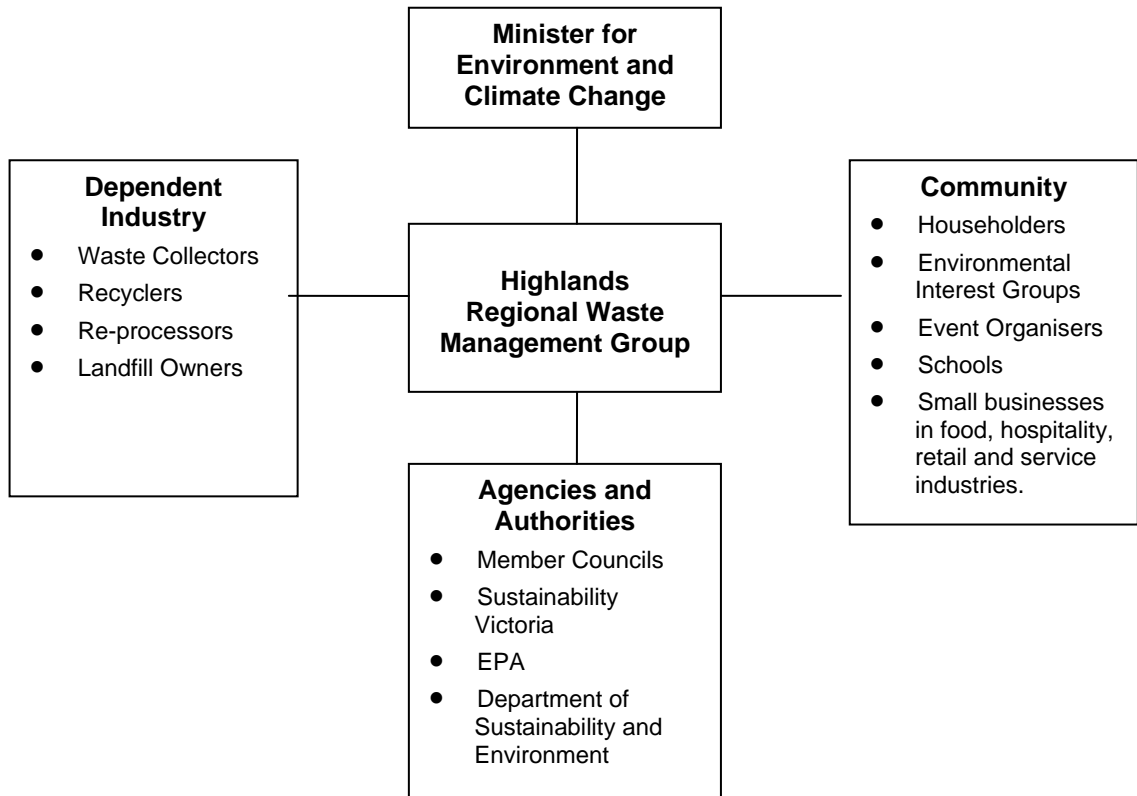 Minister for
Environment and
Climate Change
Dependent
Industry
● Waste Collectors
● Recyclers
● Re-processors
● Landfill Owners
Highlands
Regional Waste
Management Group
Community
● Householders
● Environmental
Interest Groups
● Event Organisers
● Schools
● Small businesses
in food, hospitality,
retail and service
industries.
Agencies and
Authorities
● Member Councils
● Sustainability
Victoria
● EPA
● Department of
Sustainability and
Environment